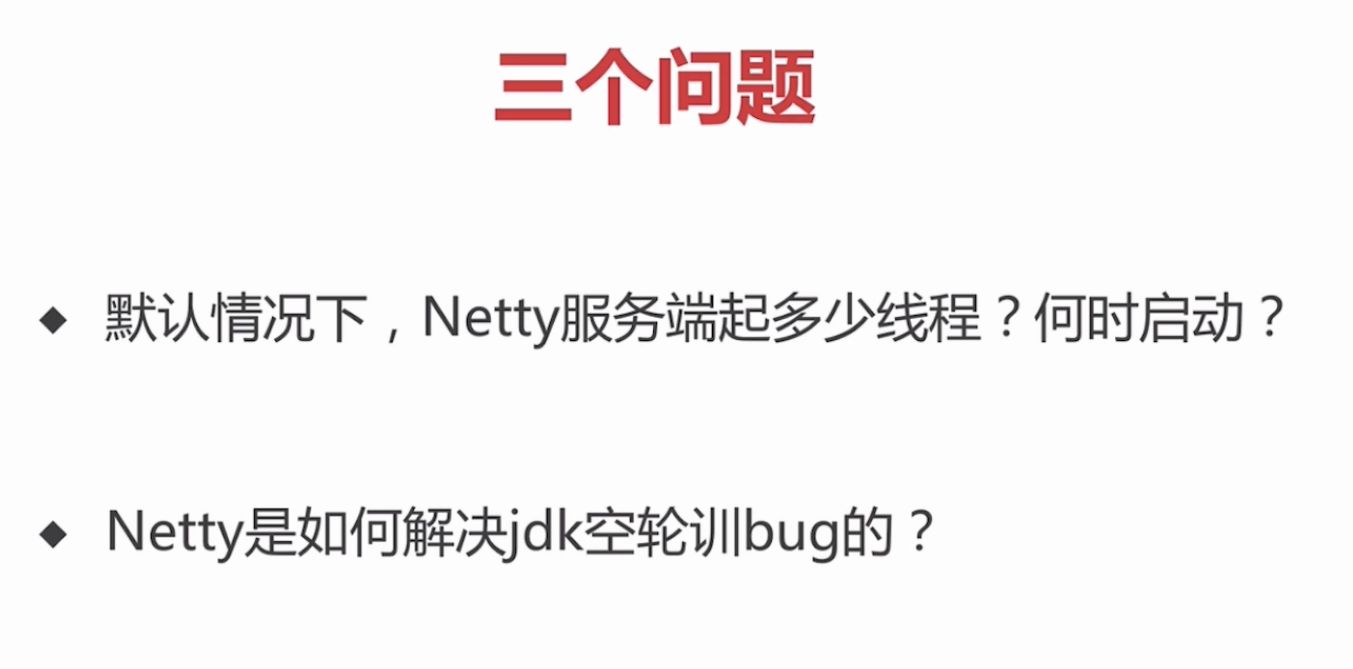 三个问题
◆ 默认情况下，Netty服务端起多少线程？何时启动？
◆ Netty是如何解决jdk空轮训bug的？